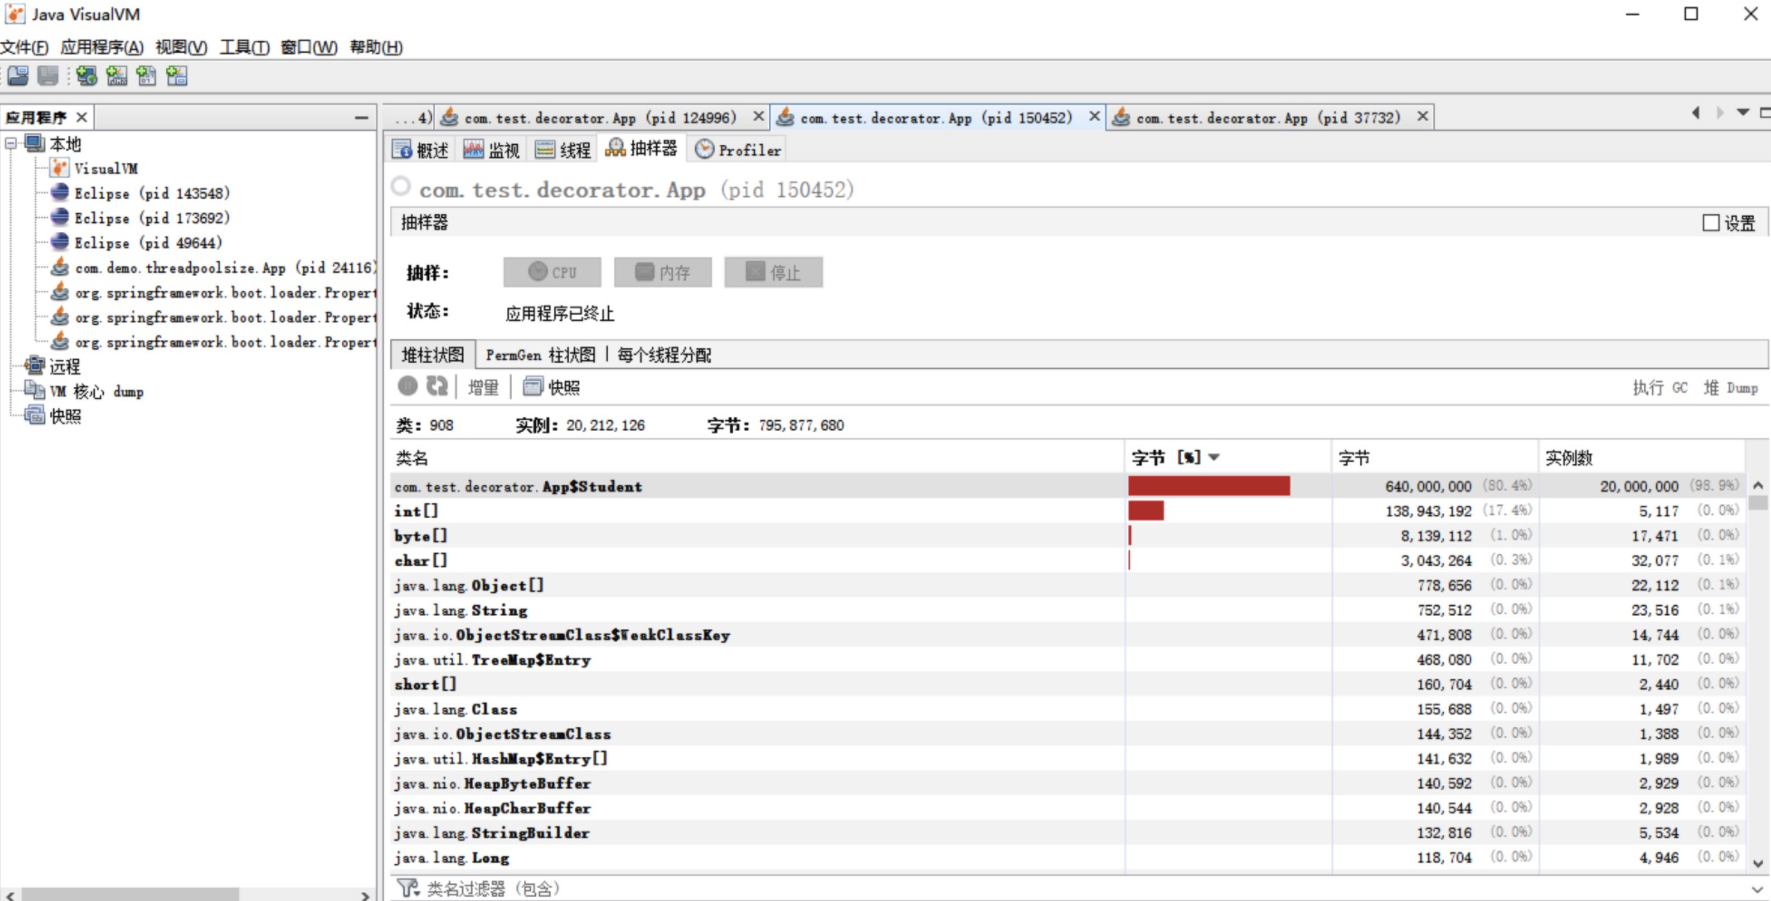 Java VisualVM
文件(F) 应用程序(A) 视图(V) 工具(T) 窗口(W) 帮助(H)
应用程序
本地
VisualVM
Eclipse (pid 143548)
Eclipse (pid 173692)
Eclipse (pid 49644)
com.demo.threadpoolsize.App (pid 24116)
org.springframework.boot.loader.Propert
org.springframework.boot.loader.Propert
org.springframework.boot.loader.Propert
远程
VM 核心 dump
快照
...4) com.test.decorator.App (pid 124996) com.test.decorator.App (pid 150452) com.test.decorator.App (pid 37732)
概述 监视 线程 抽样器 Profiler
com.test.decorator.App (pid 150452)
抽样器 设置
抽样: CPU 内存 停止
状态: 应用程序已终止
堆柱状图 PermGen 柱状图 | 每个线程分配
增量 快照 执行 GC 堆 Dump
类: 908 实例: 20,212,126 字节: 795,877,680
类名 字节 [%] 字节 实例数
com.test.decorator.App$Student 640,000,000 (80.4%) 20,000,000 (98.9%)
int[] 138,943,192 (17.4%) 5,117 (0.0%)
byte[] 8,139,112 (1.0%) 17,471 (0.0%)
char[] 3,043,264 (0.3%) 32,077 (0.1%)
java.lang.Object[] 778,656 (0.0%) 22,112 (0.1%)
java.lang.String 752,512 (0.0%) 23,516 (0.1%)
java.io.ObjectStreamClass$WeakClassKey 471,808 (0.0%) 14,744 (0.0%)
java.util.TreeMap$Entry 468,080 (0.0%) 11,702 (0.0%)
short[] 160,704 (0.0%) 2,440 (0.0%)
java.lang.Class 155,688 (0.0%) 1,497 (0.0%)
java.io.ObjectStreamClass 144,352 (0.0%) 1,388 (0.0%)
java.util.HashMap$Entry[] 141,632 (0.0%) 1,989 (0.0%)
java.nio.HeapByteBuffer 140,592 (0.0%) 2,929 (0.0%)
java.nio.HeapCharBuffer 140,544 (0.0%) 2,928 (0.0%)
java.lang.StringBuilder 132,816 (0.0%) 5,534 (0.0%)
java.lang.Long 118,704 (0.0%) 4,946 (0.0%)
类名过滤器 (包含)